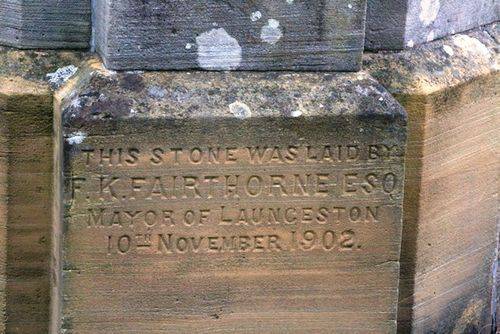 THIS STONE WAS LAID BY
F. K. FAIRTHORNE ESQ
MAYOR OF LAUNCESTON
10TH NOVEMBER 1902.